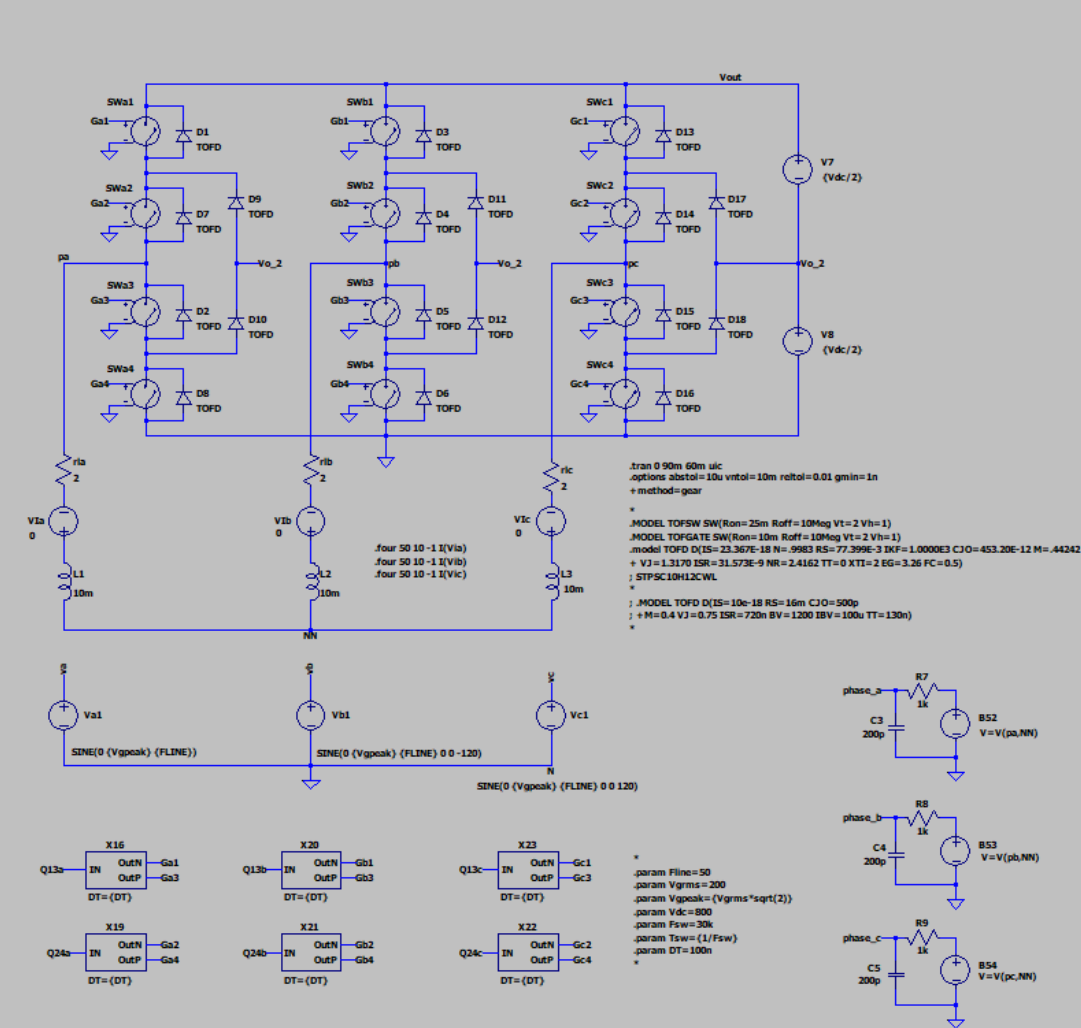 Vout
SWa1
Ga1
D1
TOFD
SWb1
Gb1
D3
TOFD
SWc1
Gc1
D13
TOFD
V7
{Vdc/2}
SWa2
Ga2
D7
TOFD
D9
TOFD
SWb2
Gb2
D4
TOFD
D11
TOFD
SWc2
Gc2
D14
TOFD
D17
TOFD
pa
Vo_2
pb
Vo_2
pc
Vo_2
SWa3
Ga3
D2
TOFD
D10
TOFD
SWb3
Gb3
D5
TOFD
D12
TOFD
SWc3
Gc3
D15
TOFD
D18
TOFD
V8
{Vdc/2}
SWa4
Ga4
D8
TOFD
SWb4
Gb4
D6
TOFD
SWc4
Gc4
D16
TOFD
rla
2
rlb
2
rlc
2
VIa
0
VIb
0
VIc
0
L1
10m
L2
10m
L3
10m
NN
.four 50 10 -1 I(Via)
.four 50 10 -1 I(Vib)
.four 50 10 -1 I(Vic)
.tran 0 90m 60m uic
.options abstol=10u vntol=10m reltol=0.01 gmin=1n
+method=gear
*
.MODEL TOFSW SW(Ron=25m Roff=10Meg Vt=2 Vh=1)
.MODEL TOFGATE SW(Ron=10m Roff=10Meg Vt=2 Vh=1)
.model TOFD D(IS=23.367E-18 N=.9983 RS=77.399E-3 IKF=1.0000E3 CJO=453.20E-12 M=.44242
+ VJ=1.3170 ISR=31.573E-9 NR=2.4162 TT=0 XTI=2 EG=3.26 FC=0.5)
; STPSC10H12CWL
*
; .MODEL TOFD D(IS=10e-18 RS=16m CJO=500p
; +M=0.4 VJ=0.75 ISR=720n BV=1200 IBV=100u TT=130n)
*
va
vb
vc
Va1
Vb1
Vc1
SINE(0 {Vgpeak} {FLINE})
SINE(0 {Vgpeak} {FLINE} 0 0 -120)
N
SINE(0 {Vgpeak} {FLINE} 0 0 120)
phase_a
R7
1k
C3
200p
B52
V=V(pa,NN)
phase_b
R8
1k
C4
200p
B53
V=V(pb,NN)
phase_c
R9
1k
C5
200p
B54
V=V(pc,NN)
X16
Q13a
IN
OutN
OutP
Ga1
Ga3
DT={DT}
X20
Q13b
IN
OutN
OutP
Gb1
Gb3
DT={DT}
X23
Q13c
IN
OutN
OutP
Gc1
Gc3
DT={DT}
X19
Q24a
IN
OutN
OutP
Ga2
Ga4
DT={DT}
X21
Q24b
IN
OutN
OutP
Gb2
Gb4
DT={DT}
X22
Q24c
IN
OutN
OutP
Gc2
Gc4
DT={DT}
*
.param Fline=50
.param Vgrms=200
.param Vgpeak={Vgrms*sqrt(2)}
.param Vdc=800
.param Fsw=30k
.param Tsw={1/Fsw}
.param DT=100n
*